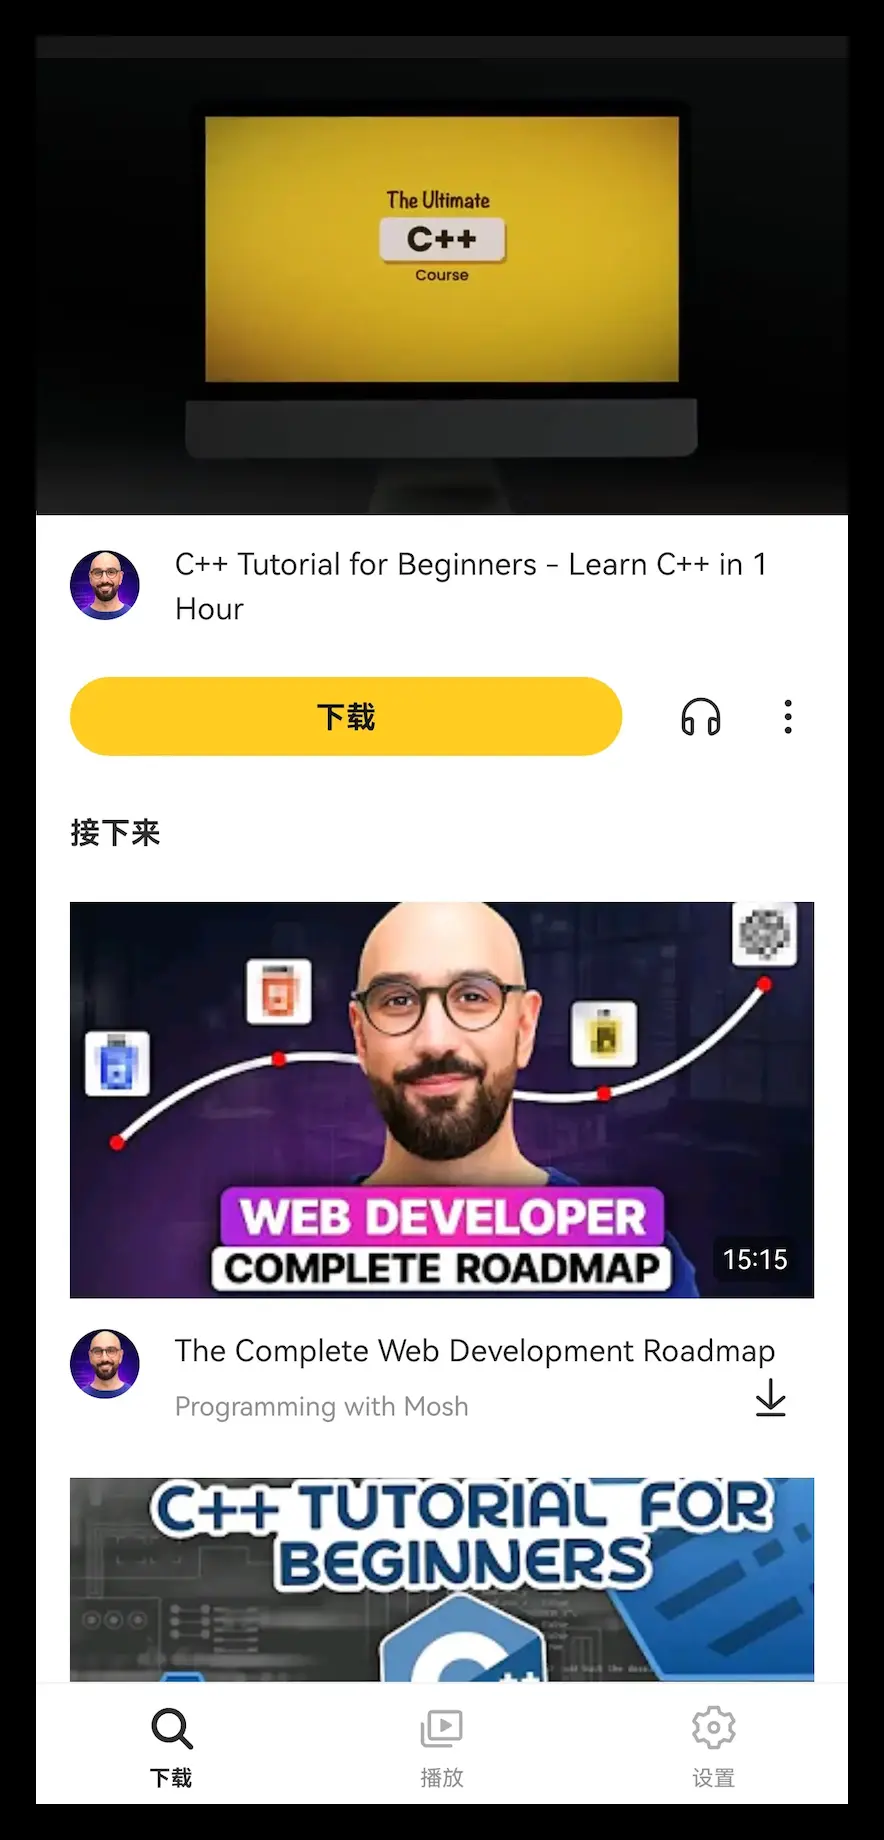 The Ultimate
C++
Course
C++ Tutorial for Beginners - Learn C++ in 1
Hour
下载
接下来
WEB DEVELOPER
COMPLETE ROADMAP
15:15
The Complete Web Development Roadmap
Programming with Mosh
C++ TUTORIAL FOR
BEGINNERS
C++
下载
播放
设置